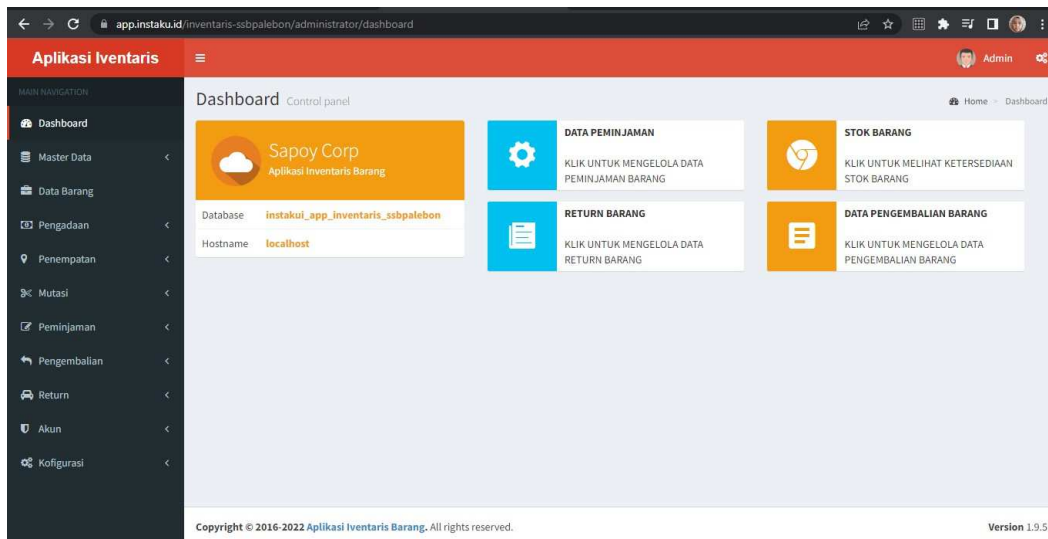 app.instaku.id/inventaris-ssbpalebon/administrator/dashboard
Aplikasi Iventaris
Admin
MAIN NAVIGATION
Dashboard
Master Data
Data Barang
Pengadaan
Penempatan
Mutasi
Peminjaman
Pengembalian
Return
Akun
Kofigurasi
Dashboard Control panel
Home > Dashboard
Sapoy Corp
Aplikasi Inventaris Barang
Database instakui_app_inventaris_ssbpalebon
Hostname localhost
DATA PEMINJAMAN
KLIK UNTUK MENGELOLA DATA
PEMINJAMAN BARANG
STOK BARANG
KLIK UNTUK MELIHAT KETERSEDIAAN
STOK BARANG
RETURN BARANG
KLIK UNTUK MENGELOLA DATA
RETURN BARANG
DATA PENGEMBALIAN BARANG
KLIK UNTUK MENGELOLA DATA
PENGEMBALIAN BARANG
Copyright © 2016-2022 Aplikasi Iventaris Barang. All rights reserved.
Version 1.9.5